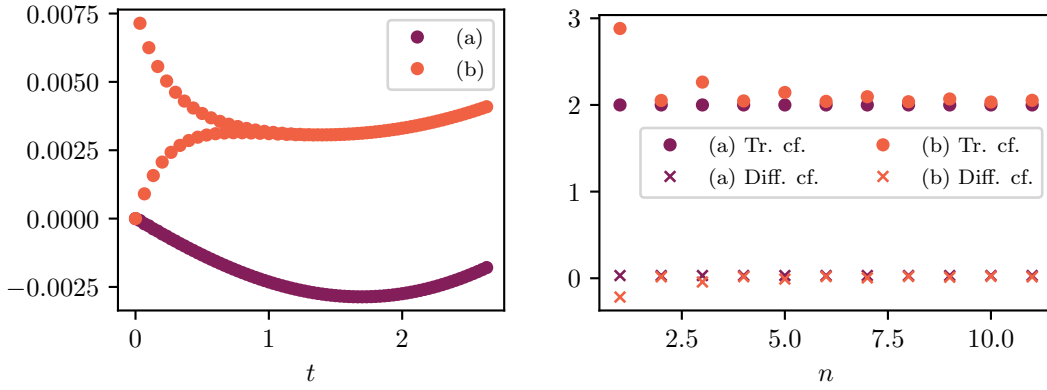 0.0075
0.0050
0.0025
0.0000
−0.0025
0
1
2
t
(a)
(b)
3
2
1
0
2.5
5.0
7.5
10.0
n
(a) Tr. cf.
(b) Tr. cf.
(a) Diff. cf.
(b) Diff. cf.